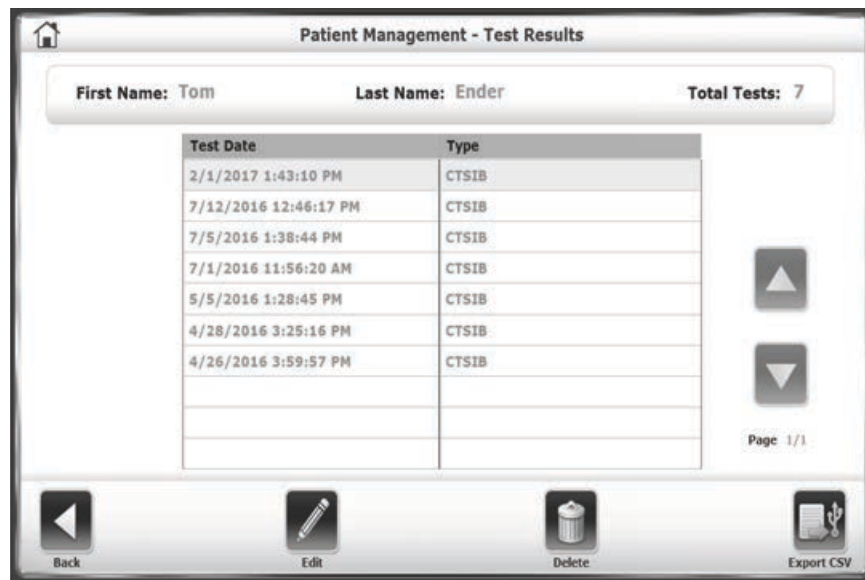 Patient Management - Test Results
First Name: Tom Last Name: Ender Total Tests: 7
Test Date Type
2/1/2017 1:43:10 PM CTSIB
7/12/2016 12:46:17 PM CTSIB
7/5/2016 1:38:44 PM CTSIB
7/1/2016 11:56:20 AM CTSIB
5/5/2016 1:28:45 PM CTSIB
4/28/2016 3:25:16 PM CTSIB
4/26/2016 3:59:57 PM CTSIB
Page 1/1
Back Edit Delete Export CSV